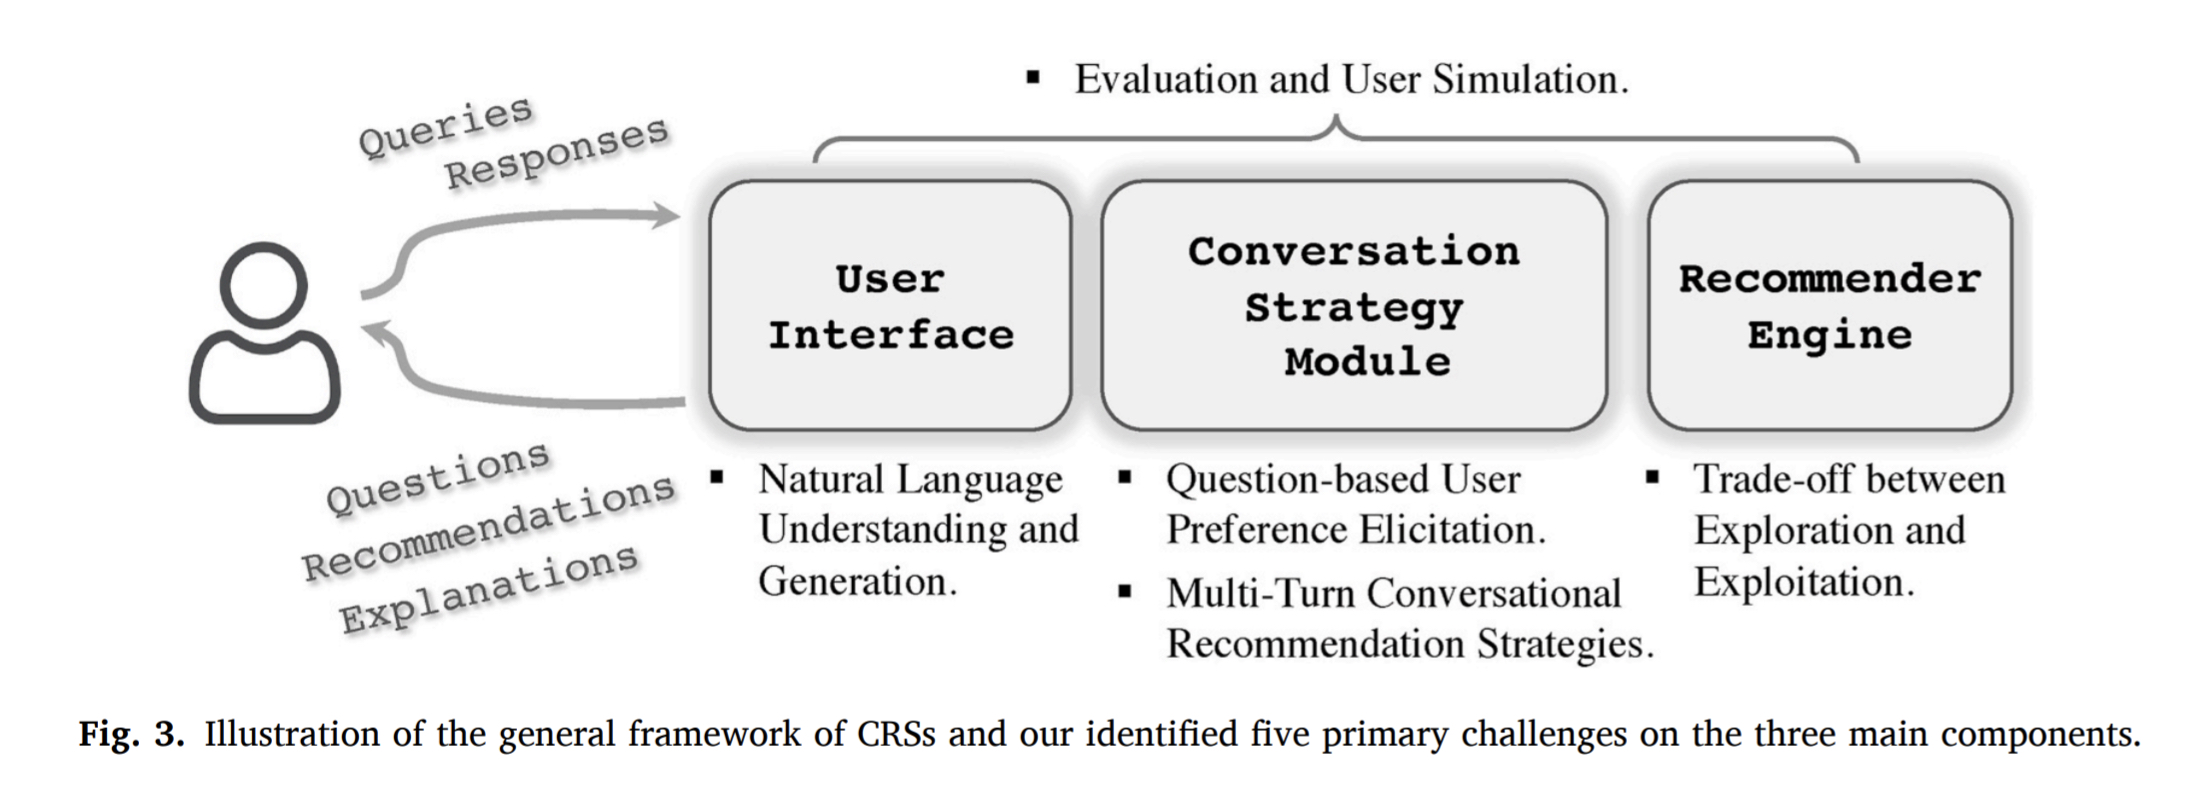 ▪ Evaluation and User Simulation.
Queries
Responses
User
Interface
Conversation
Strategy
Module
Recommender
Engine
Questions
Recommendations
Explanations
▪ Natural Language
Understanding and
Generation.
▪ Question-based User
Preference Elicitation.
▪ Multi-Turn Conversational
Recommendation Strategies.
▪ Trade-off between
Exploration and
Exploitation.
Fig. 3. Illustration of the general framework of CRSs and our identified five primary challenges on the three main components.